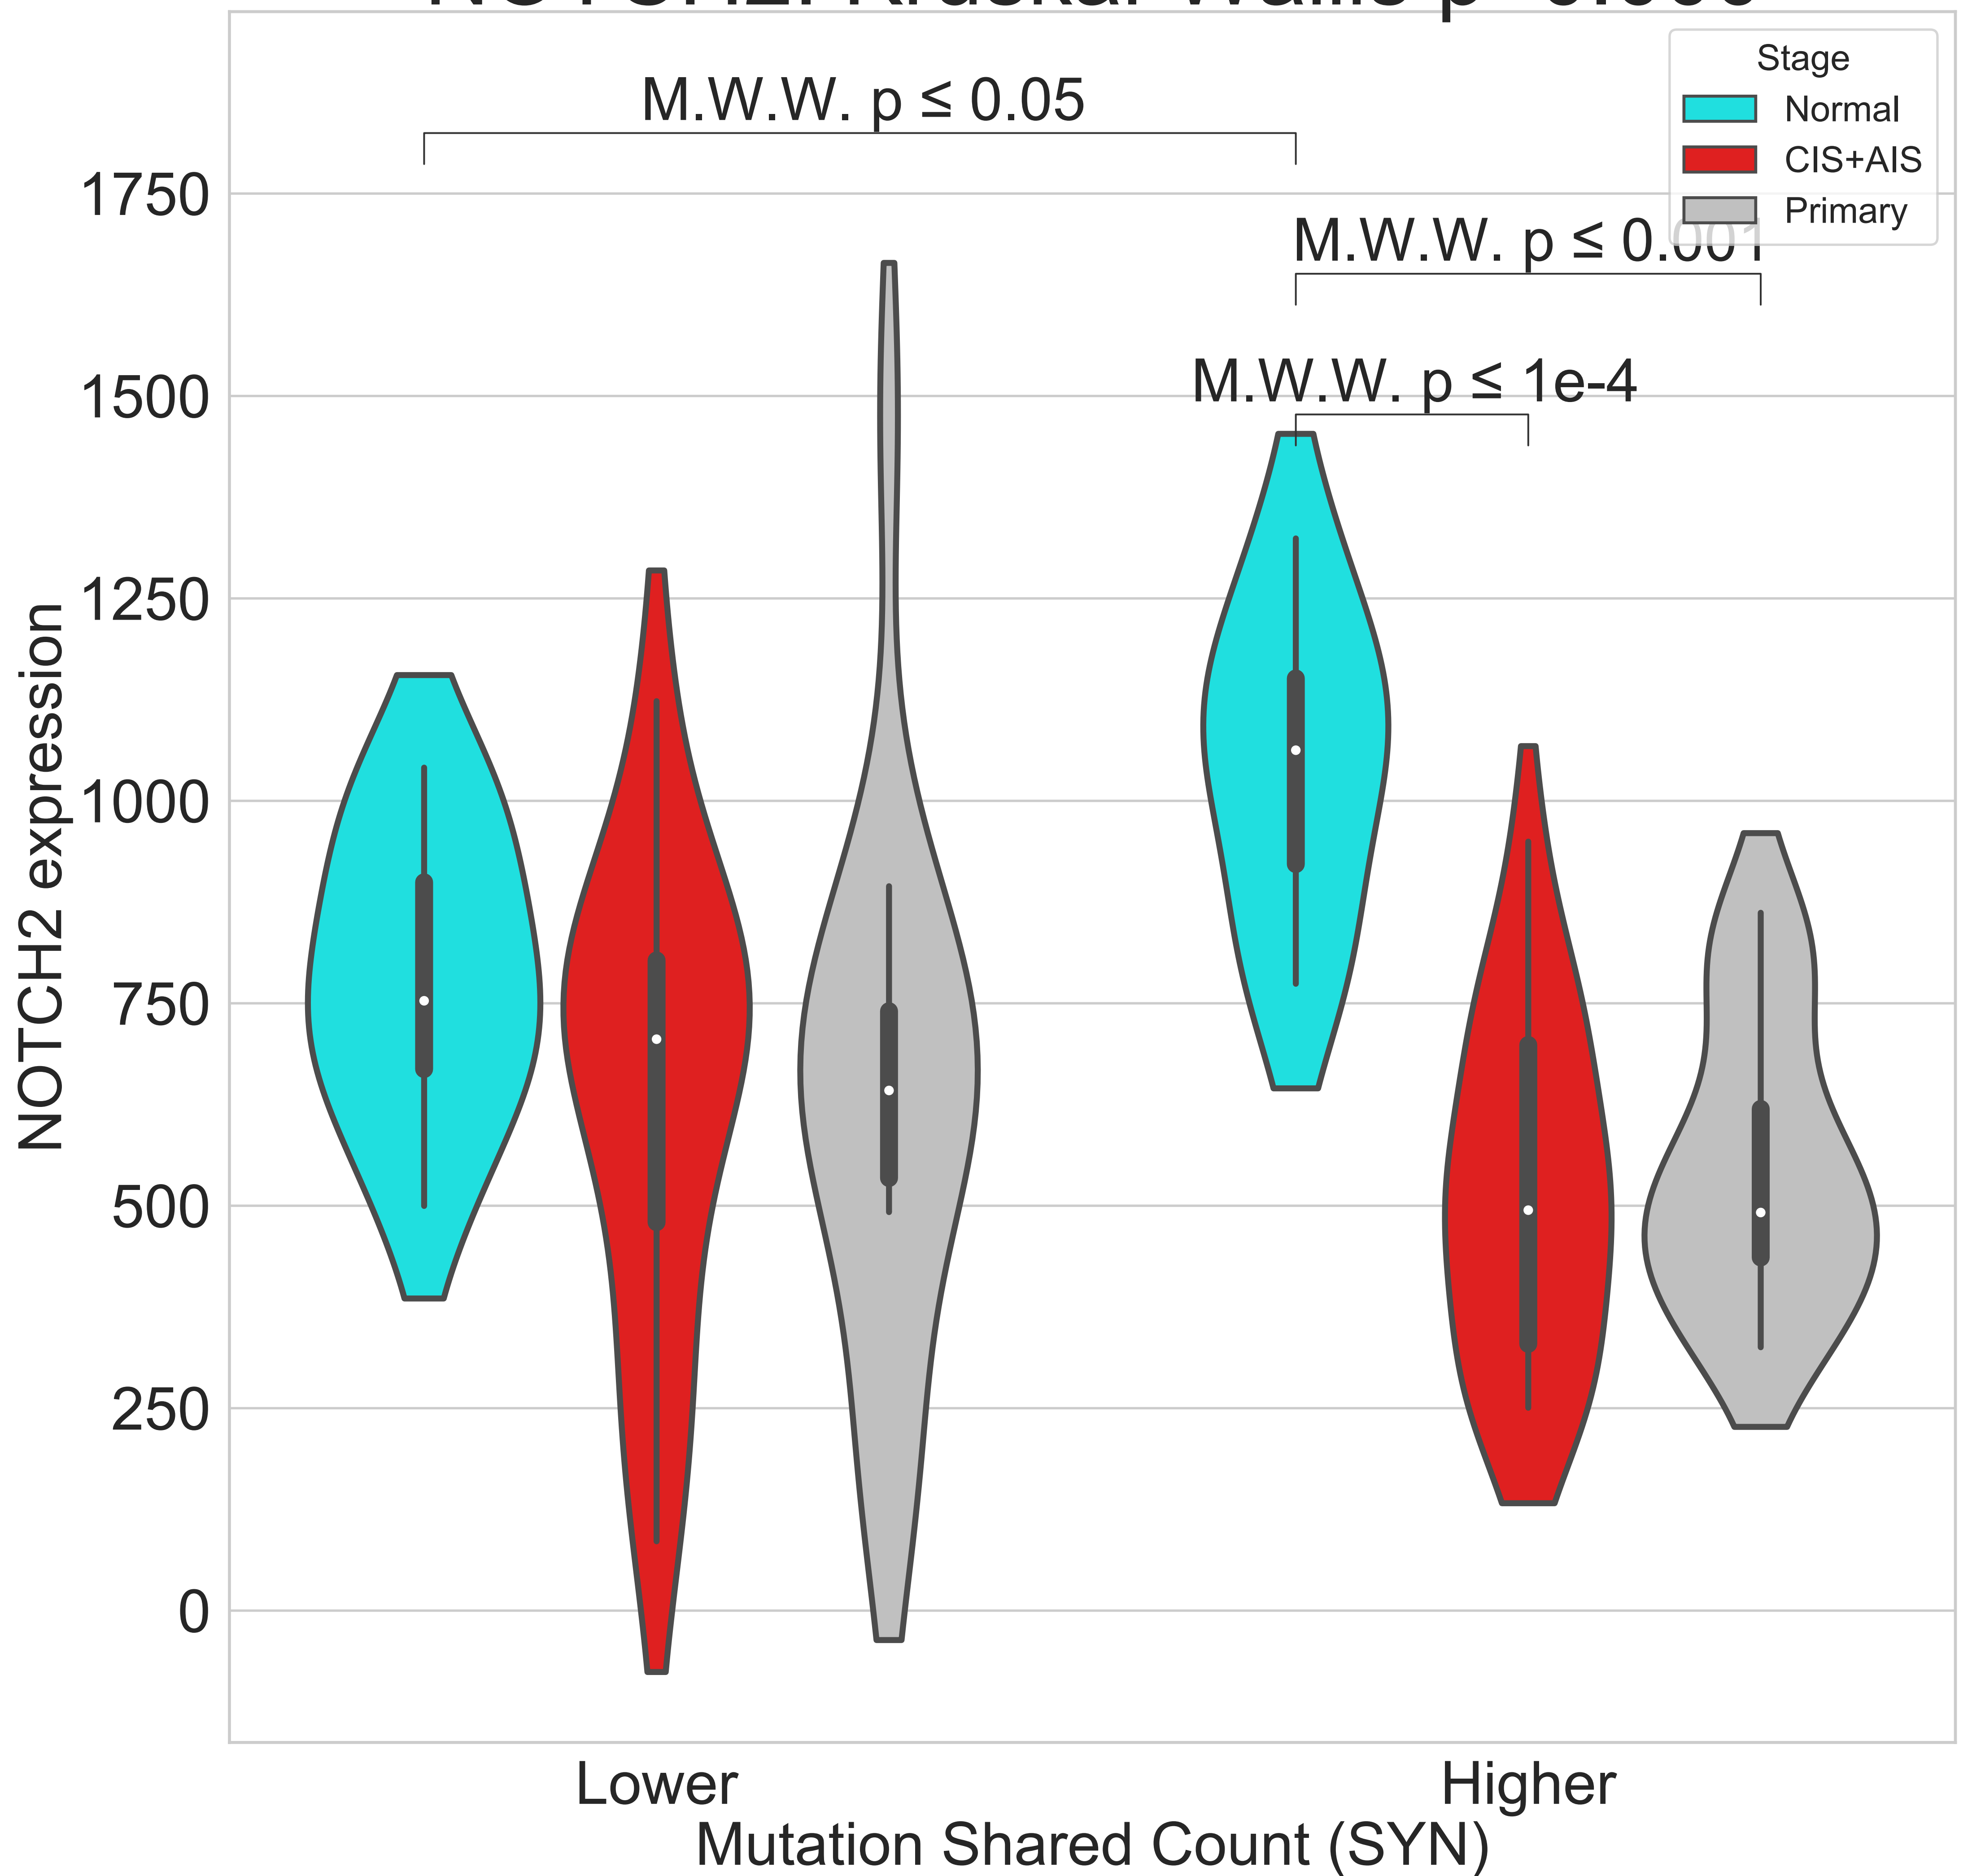 M.W.W. p ≤ 0.05
Stage
Normal
CIS+AIS
Primary
M.W.W. p ≤ 0.001
M.W.W. p ≤ 1e-4
1750
1500
1250
1000
750
500
250
0
NOTCH2 expression
Lower
Higher
Mutation Shared Count (SYN)